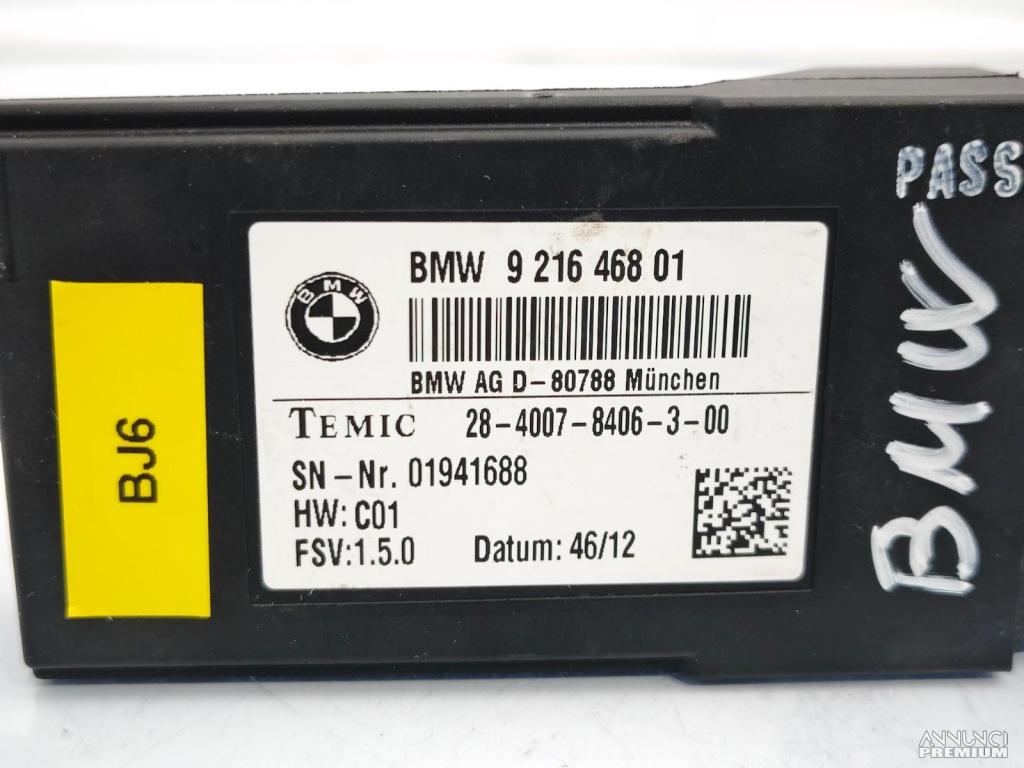 PASS
BMW
BMW 9 216 468 01
BMW
BMW AG D-80788 München
TEMIC 28-4007-8406-3-00
SN-Nr. 01941688
HW: C01
FSV:1.5.0 Datum: 46/12
BJ6
ANNUNCI
PREMIUM